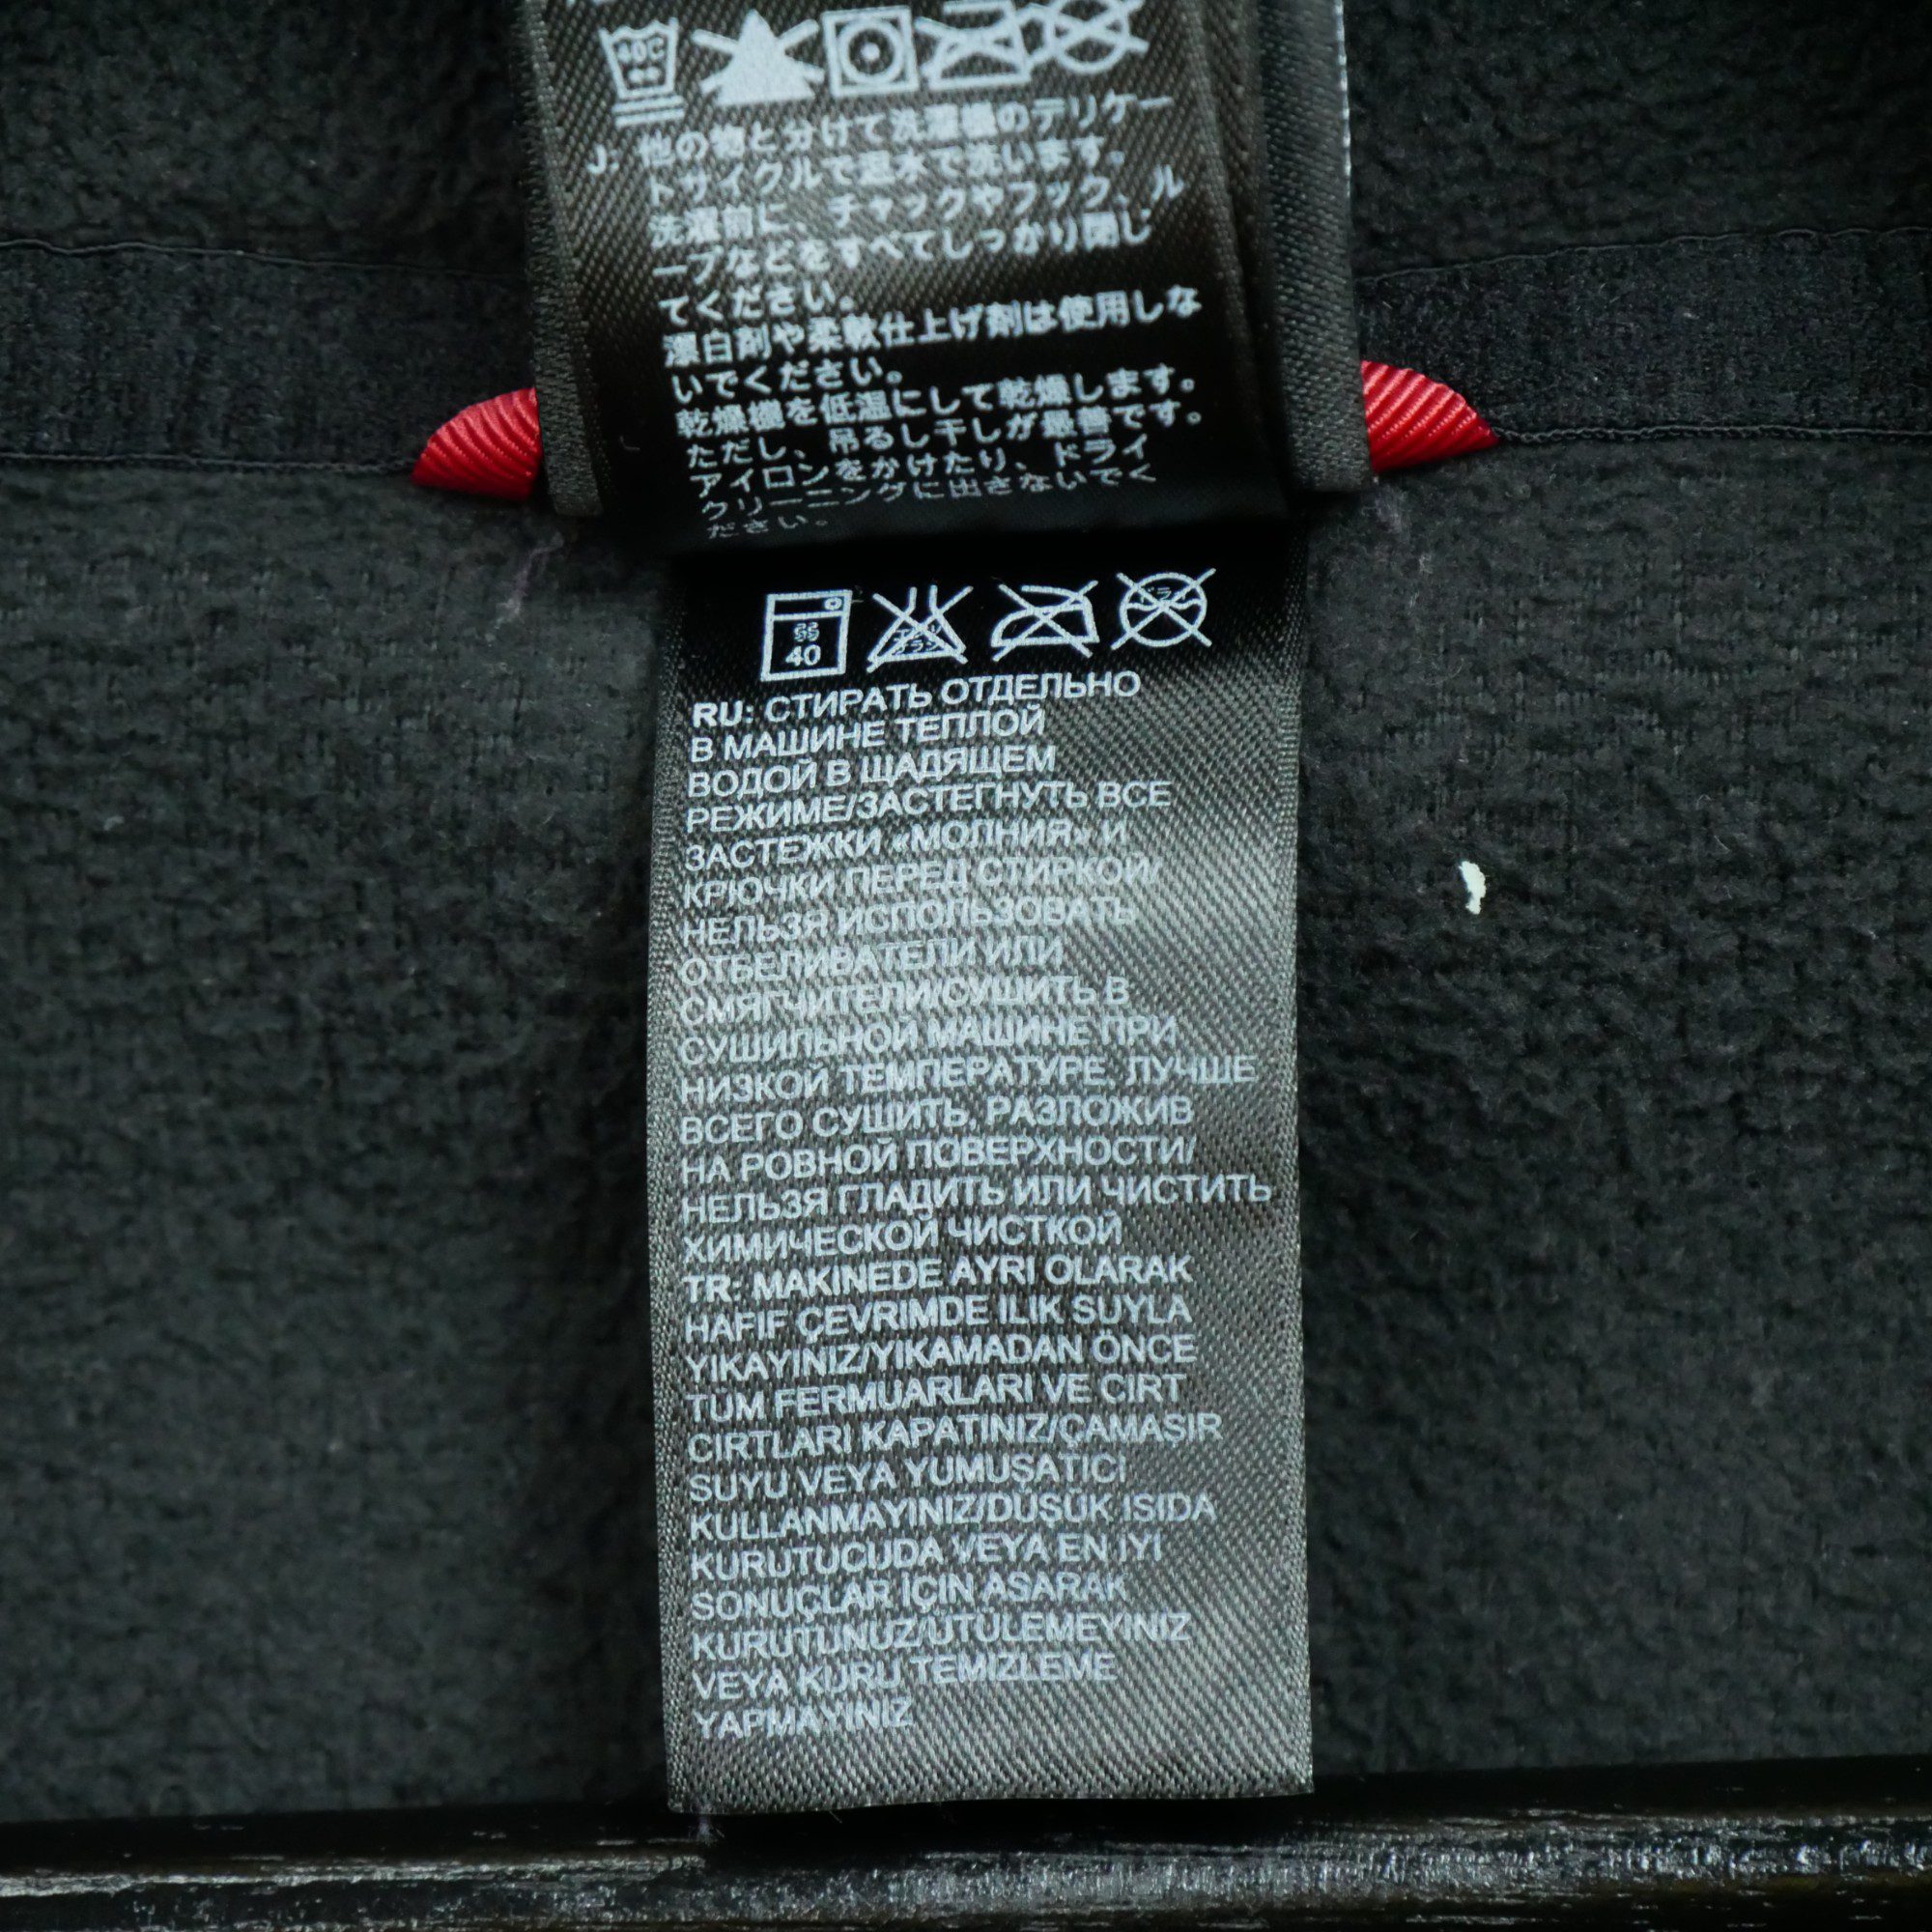 40C
J: 他の物と分けて洗濯機のデリケー
トサイクルで温水で洗います。
洗濯前に、チャックやフック、ル
ープなどをすべてしっかり閉じ
てください。
漂白剤や柔軟仕上げ剤は使用しな
いでください。
乾燥機を低温にして乾燥します。
ただし、吊るし干しが最善です。
アイロンをかけたり、ドライ
クリーニングに出さないでく
ださい。
40
RU: СТИРАТЬ ОТДЕЛЬНО
В МАШИНЕ ТЕПЛОЙ
ВОДОЙ В ЩАДЯЩЕМ
РЕЖИМЕ/ЗАСТЕГНУТЬ ВСЕ
ЗАСТЕЖКИ «МОЛНИЯ» И
КРЮЧКИ ПЕРЕД СТИРКОЙ/
НЕЛЬЗЯ ИСПОЛЬЗОВАТЬ
ОТБЕЛИВАТЕЛИ ИЛИ
СМЯГЧИТЕЛИ/СУШИТЬ В
СУШИЛЬНОЙ МАШИНЕ ПРИ
НИЗКОЙ ТЕМПЕРАТУРЕ. ЛУЧШЕ
ВСЕГО СУШИТЬ, РАЗЛОЖИВ
НА РОВНОЙ ПОВЕРХНОСТИ/
НЕЛЬЗЯ ГЛАДИТЬ ИЛИ ЧИСТИТЬ
ХИМИЧЕСКОЙ ЧИСТКОЙ
TR: MAKINEDE AYRI OLARAK
HAFIF ÇEVRIMDE ILIK SUYLA
YIKAYINIZ/YIKAMADAN ÖNCE
TÜM FERMUARLARI VE CIRT
CIRTLARI KAPATINIZ/ÇAMAŞIR
SUYU VEYA YUMUŞATICI
KULLANMAYINIZ/DÜŞÜK ISIDA
KURUTUCUDA VEYA EN İYİ
SONUÇLAR İÇİN ASARAK
KURUTUNUZ/ÜTÜLEMEYİNİZ
VEYA KURU TEMİZLEME
YAPMAYINIZ